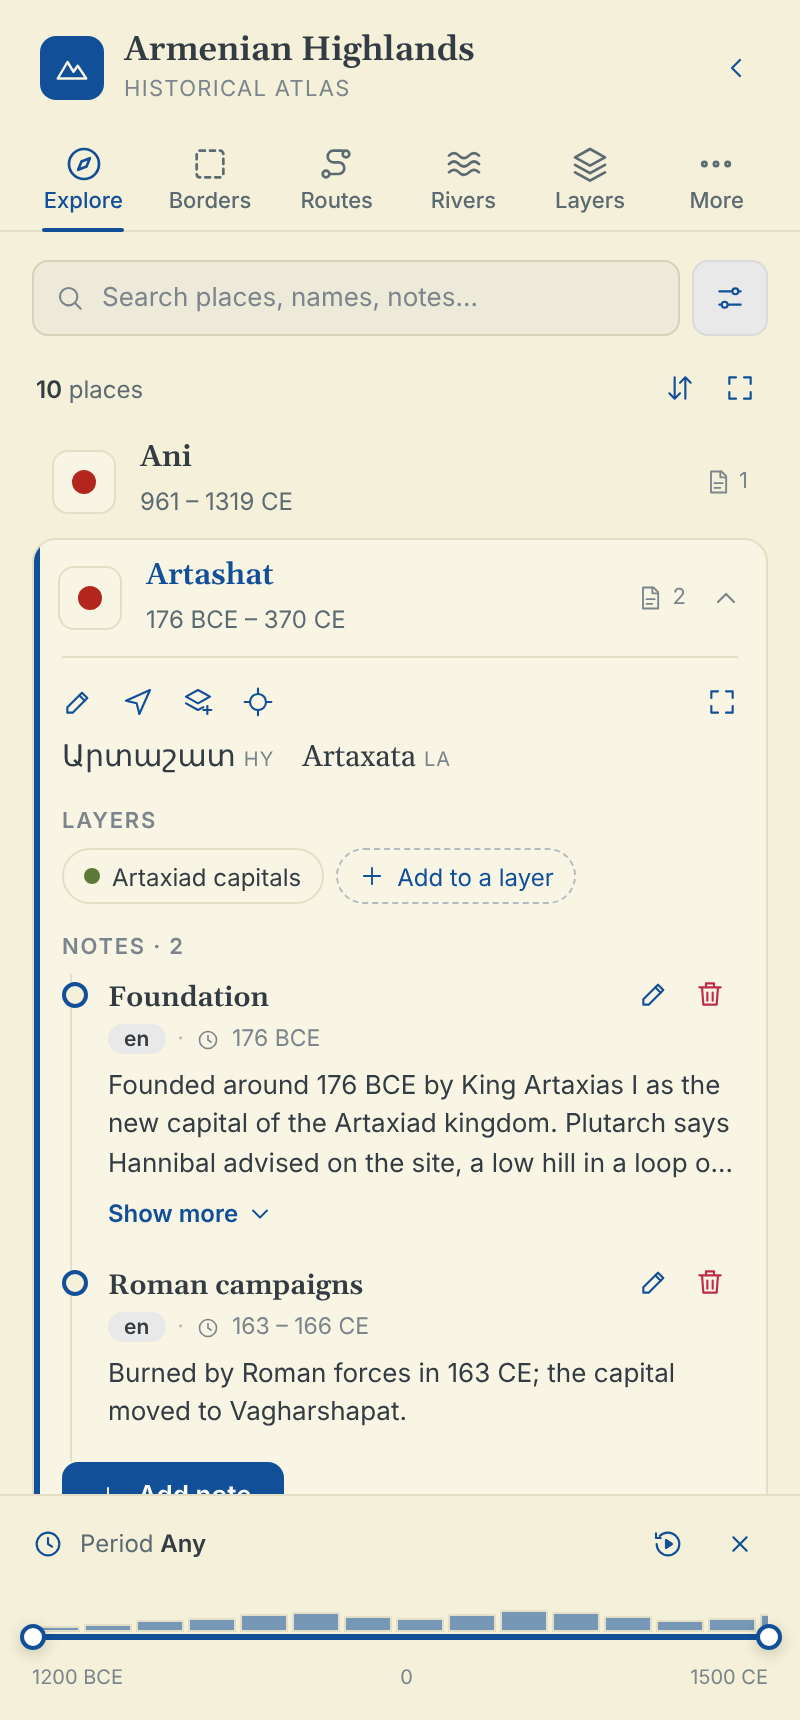 Armenian Highlands
HISTORICAL ATLAS
Explore
Borders
Routes
Rivers
Layers
More
Search places, names, notes...
10 places
Ani
961 – 1319 CE
1
Artashat
176 BCE – 370 CE
2
Արտաշատ HY Artaxata LA
LAYERS
Artaxiad capitals
Add to a layer
NOTES · 2
Foundation
en · 176 BCE
Founded around 176 BCE by King Artaxias I as the
new capital of the Artaxiad kingdom. Plutarch says
Hannibal advised on the site, a low hill in a loop o...
Show more
Roman campaigns
en · 163 – 166 CE
Burned by Roman forces in 163 CE; the capital
moved to Vagharshapat.
Add note
Period Any
1200 BCE
0
1500 CE